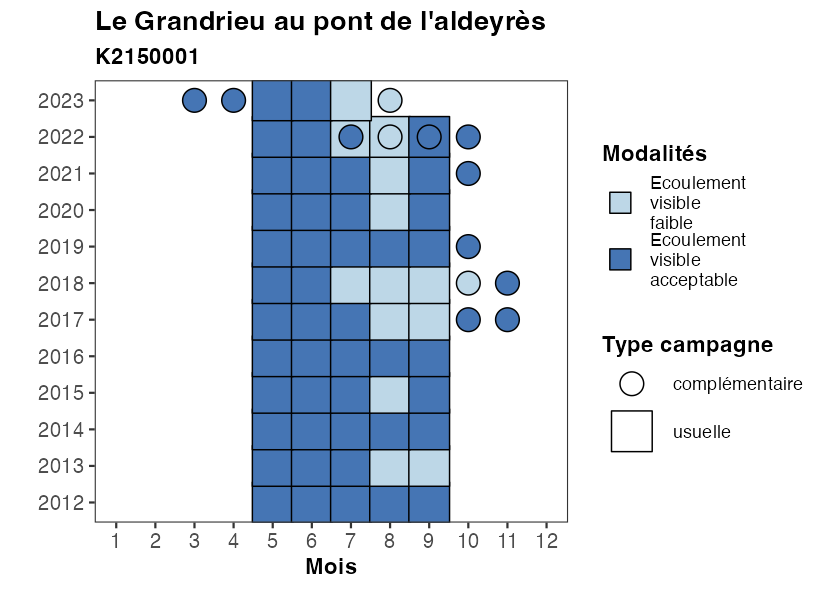 Le Grandrieu au pont de l'aldeyrès
K2150001
2023
2022
2021
2020
2019
2018
2017
2016
2015
2014
2013
2012
1 2 3 4 5 6 7 8 9 10 11 12
Mois
Modalités
Ecoulement
visible
faible
Ecoulement
visible
acceptable
Type campagne
complémentaire
usuelle